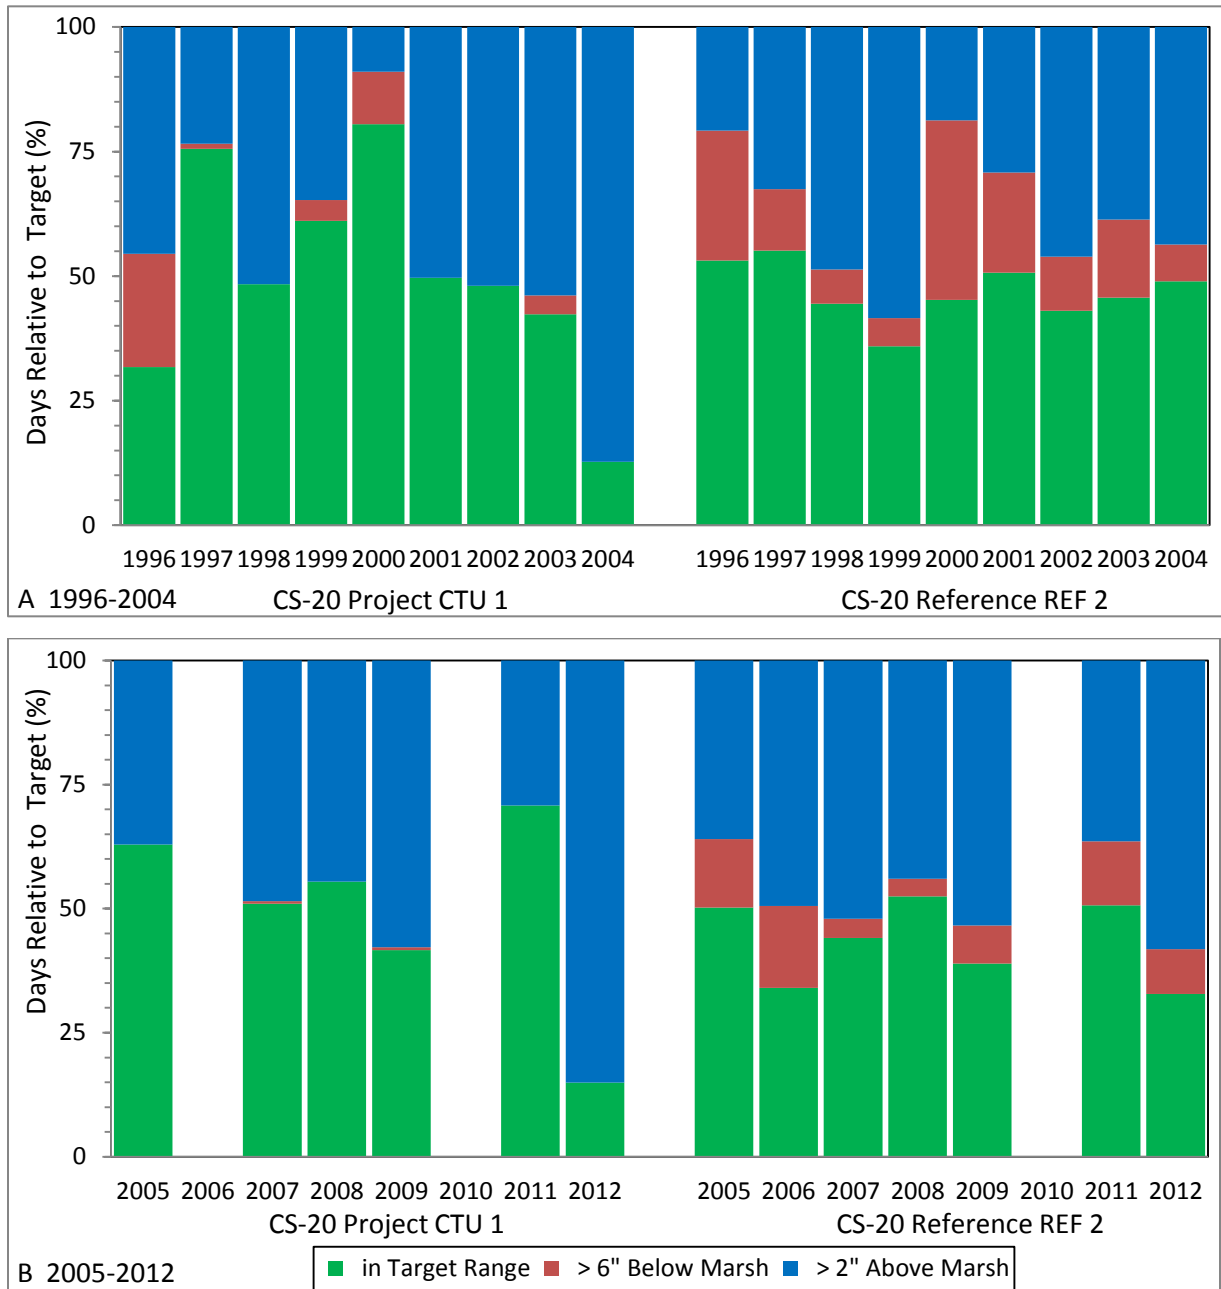 100
75
50
25
0
Days Relative to Target (%)
1996 1997 1998 1999 2000 2001 2002 2003 2004 1996 1997 1998 1999 2000 2001 2002 2003 2004
A 1996-2004 CS-20 Project CTU 1 CS-20 Reference REF 2
100
75
50
25
0
Days Relative to Target (%)
2005 2006 2007 2008 2009 2010 2011 2012 2005 2006 2007 2008 2009 2010 2011 2012
CS-20 Project CTU 1 CS-20 Reference REF 2
B 2005-2012 in Target Range > 6" Below Marsh > 2" Above Marsh